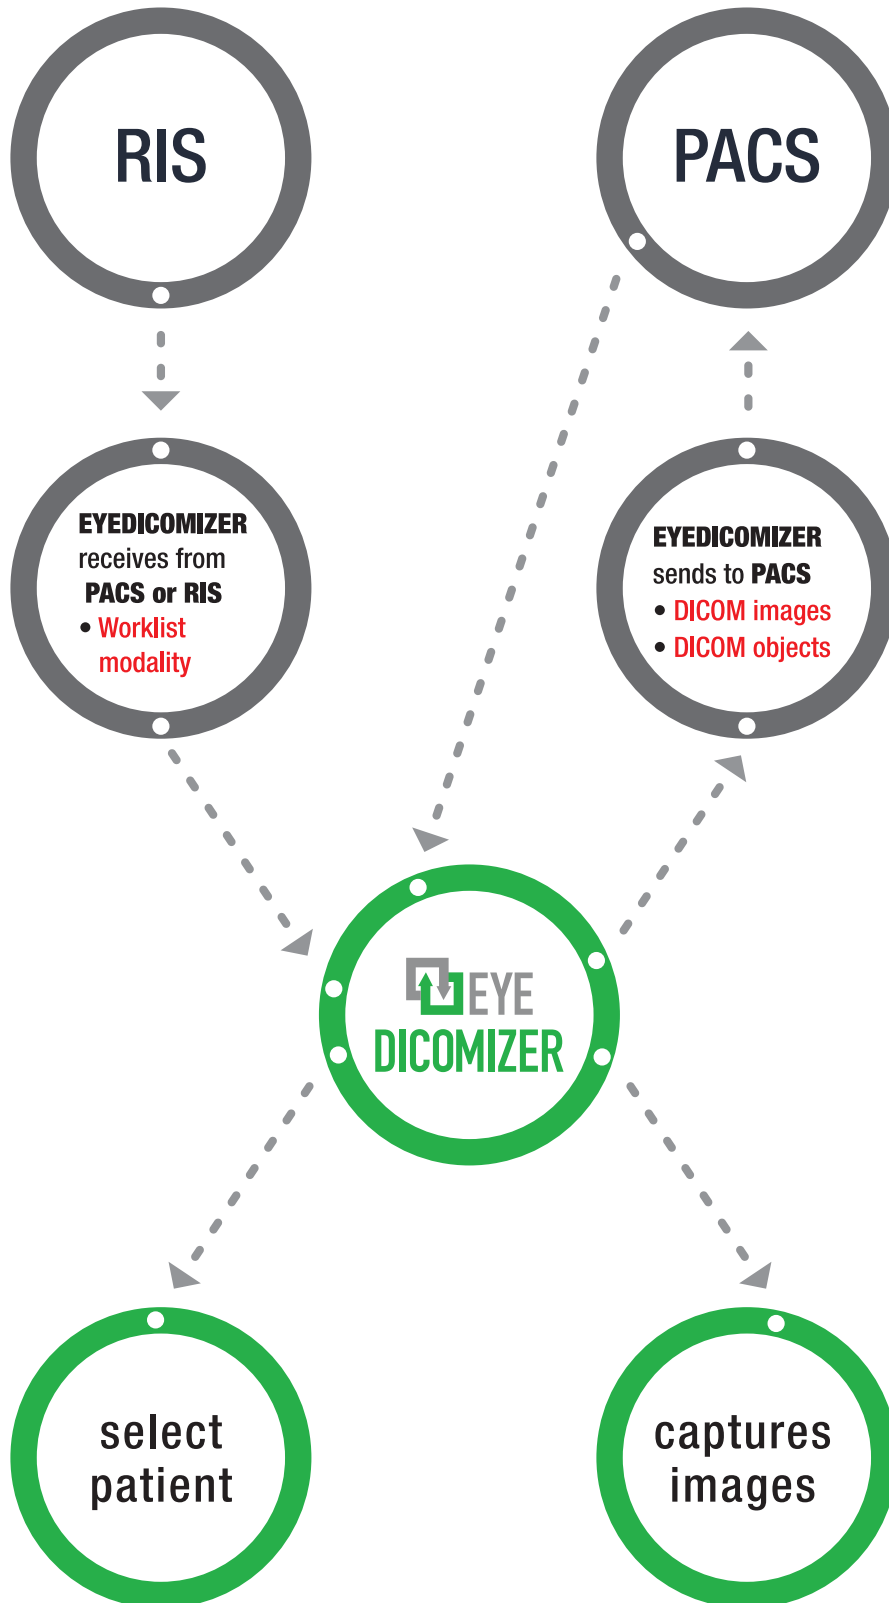 RIS
PACS
EYEDICOMIZER
receives from
PACS or RIS
• Worklist
modality
EYEDICOMIZER
sends to PACS
• DICOM images
• DICOM objects
EYE
DICOMIZER
select
patient
captures
images